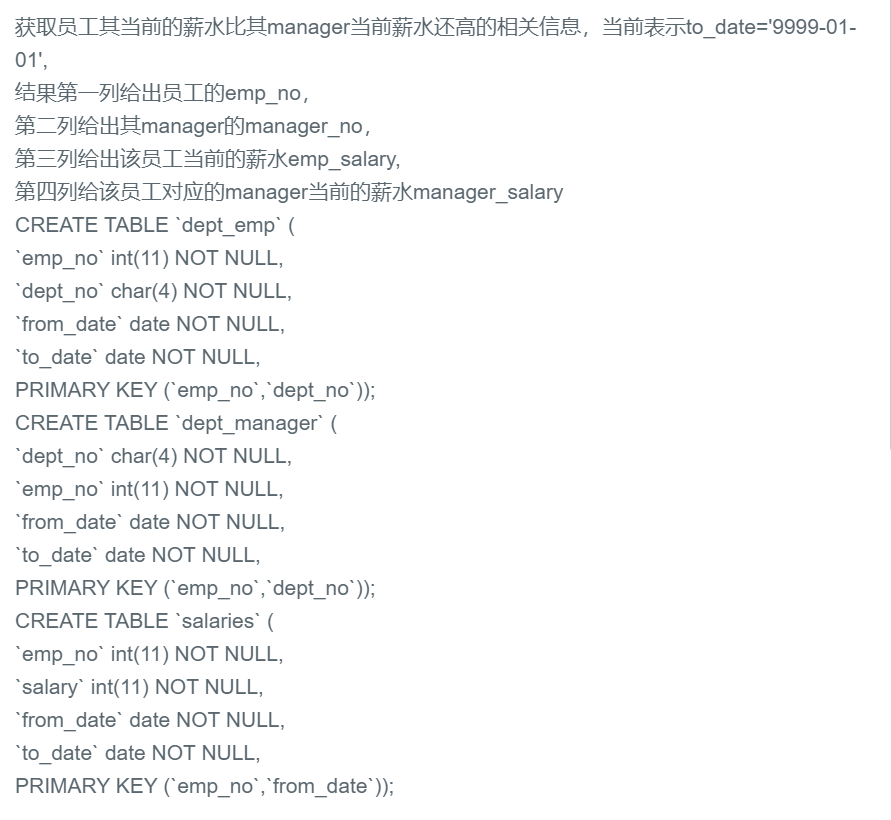 获取员工其当前的薪水比其manager当前薪水还高的相关信息，当前表示to_date='9999-01-
01',
结果第一列给出员工的emp_no，
第二列给出其manager的manager_no，
第三列给出该员工当前的薪水emp_salary,
第四列给该员工对应的manager当前的薪水manager_salary
CREATE TABLE `dept_emp` (
`emp_no` int(11) NOT NULL,
`dept_no` char(4) NOT NULL,
`from_date` date NOT NULL,
`to_date` date NOT NULL,
PRIMARY KEY (`emp_no`,`dept_no`));
CREATE TABLE `dept_manager` (
`dept_no` char(4) NOT NULL,
`emp_no` int(11) NOT NULL,
`from_date` date NOT NULL,
`to_date` date NOT NULL,
PRIMARY KEY (`emp_no`,`dept_no`));
CREATE TABLE `salaries` (
`emp_no` int(11) NOT NULL,
`salary` int(11) NOT NULL,
`from_date` date NOT NULL,
`to_date` date NOT NULL,
PRIMARY KEY (`emp_no`,`from_date`));